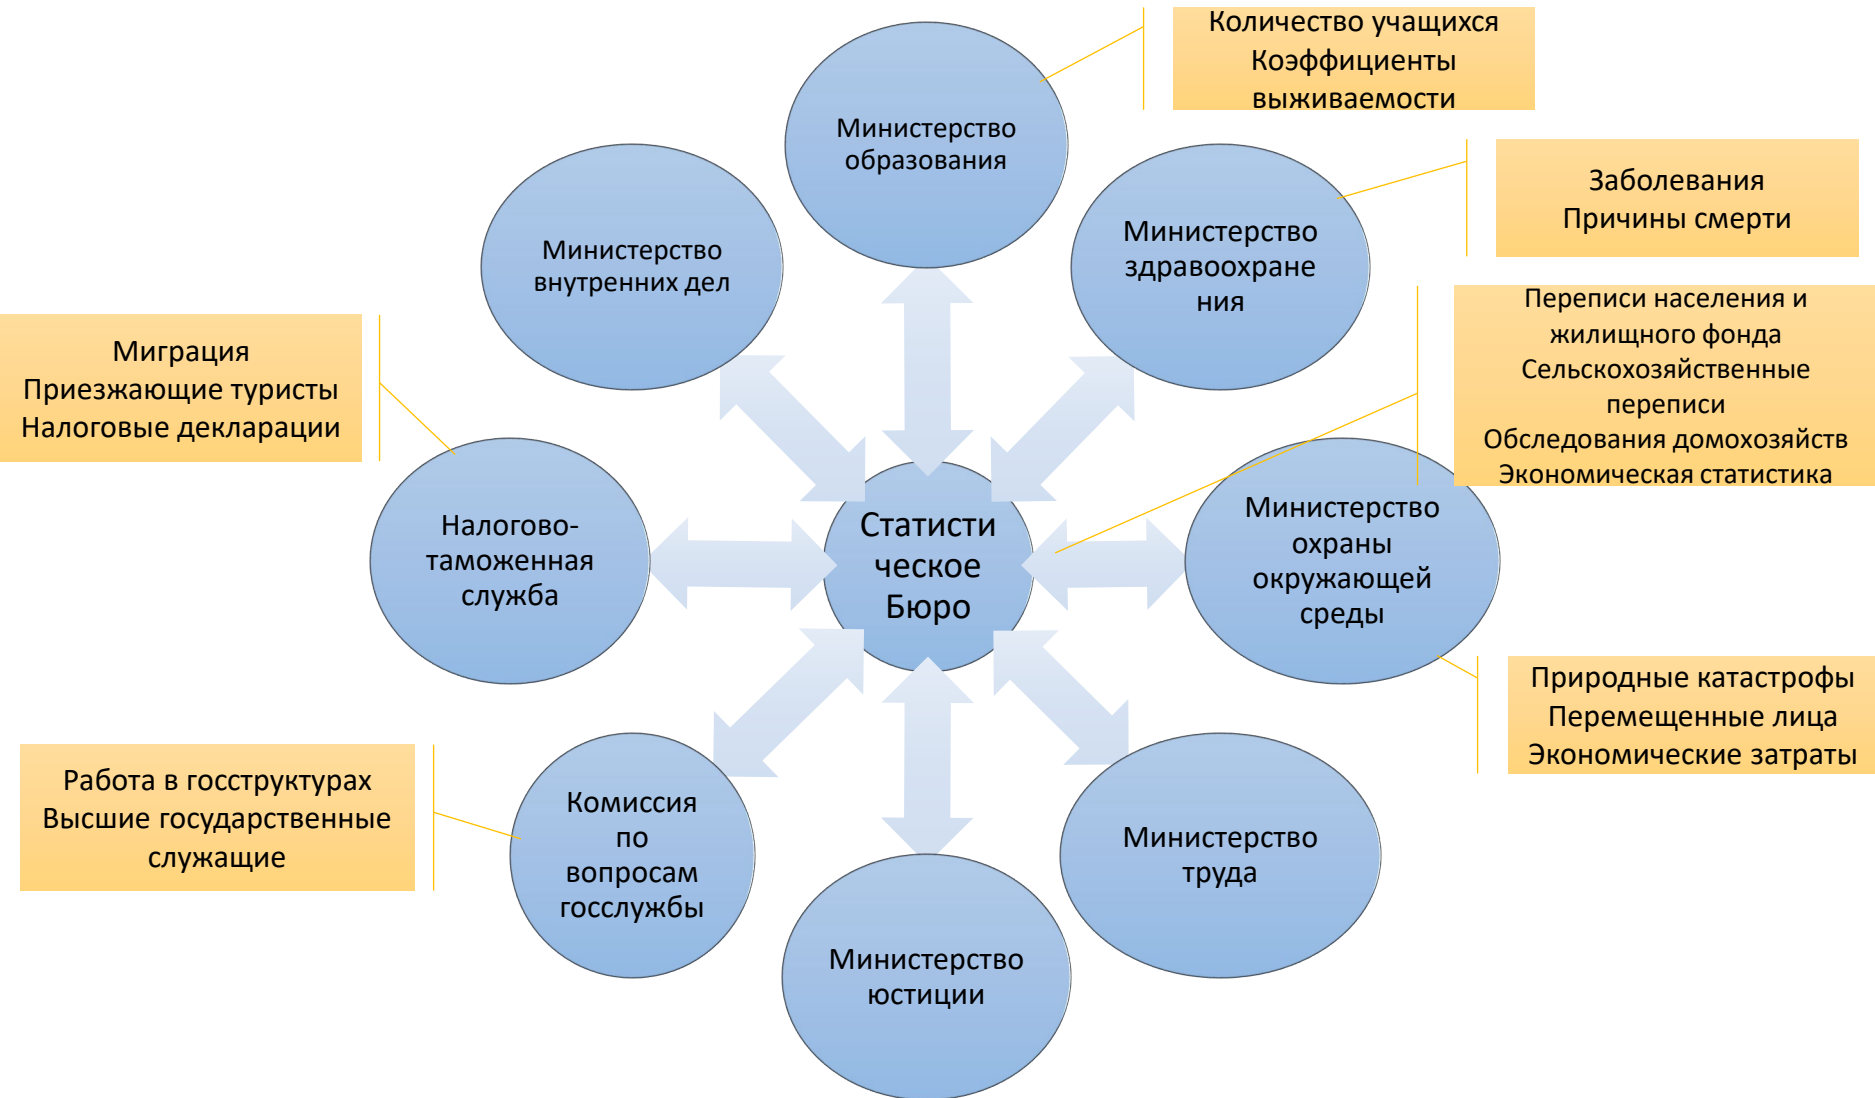 Количество учащихся
Коэффициенты
выживаемости
Министерство
образования
Заболевания
Причины смерти
Министерство
здравоохране
ния
Министерство
внутренних дел
Переписи населения и
жилищного фонда
Сельскохозяйственные
переписи
Обследования домохозяйств
Экономическая статистика
Миграция
Приезжающие туристы
Налоговые декларации
Налогово-
таможенная
служба
Статисти
ческое
Бюро
Министерство
охраны
окружающей
среды
Природные катастрофы
Перемещенные лица
Экономические затраты
Работа в госструктурах
Высшие государственные
служащие
Комиссия
по
вопросам
госслужбы
Министерство
труда
Министерство
юстиции